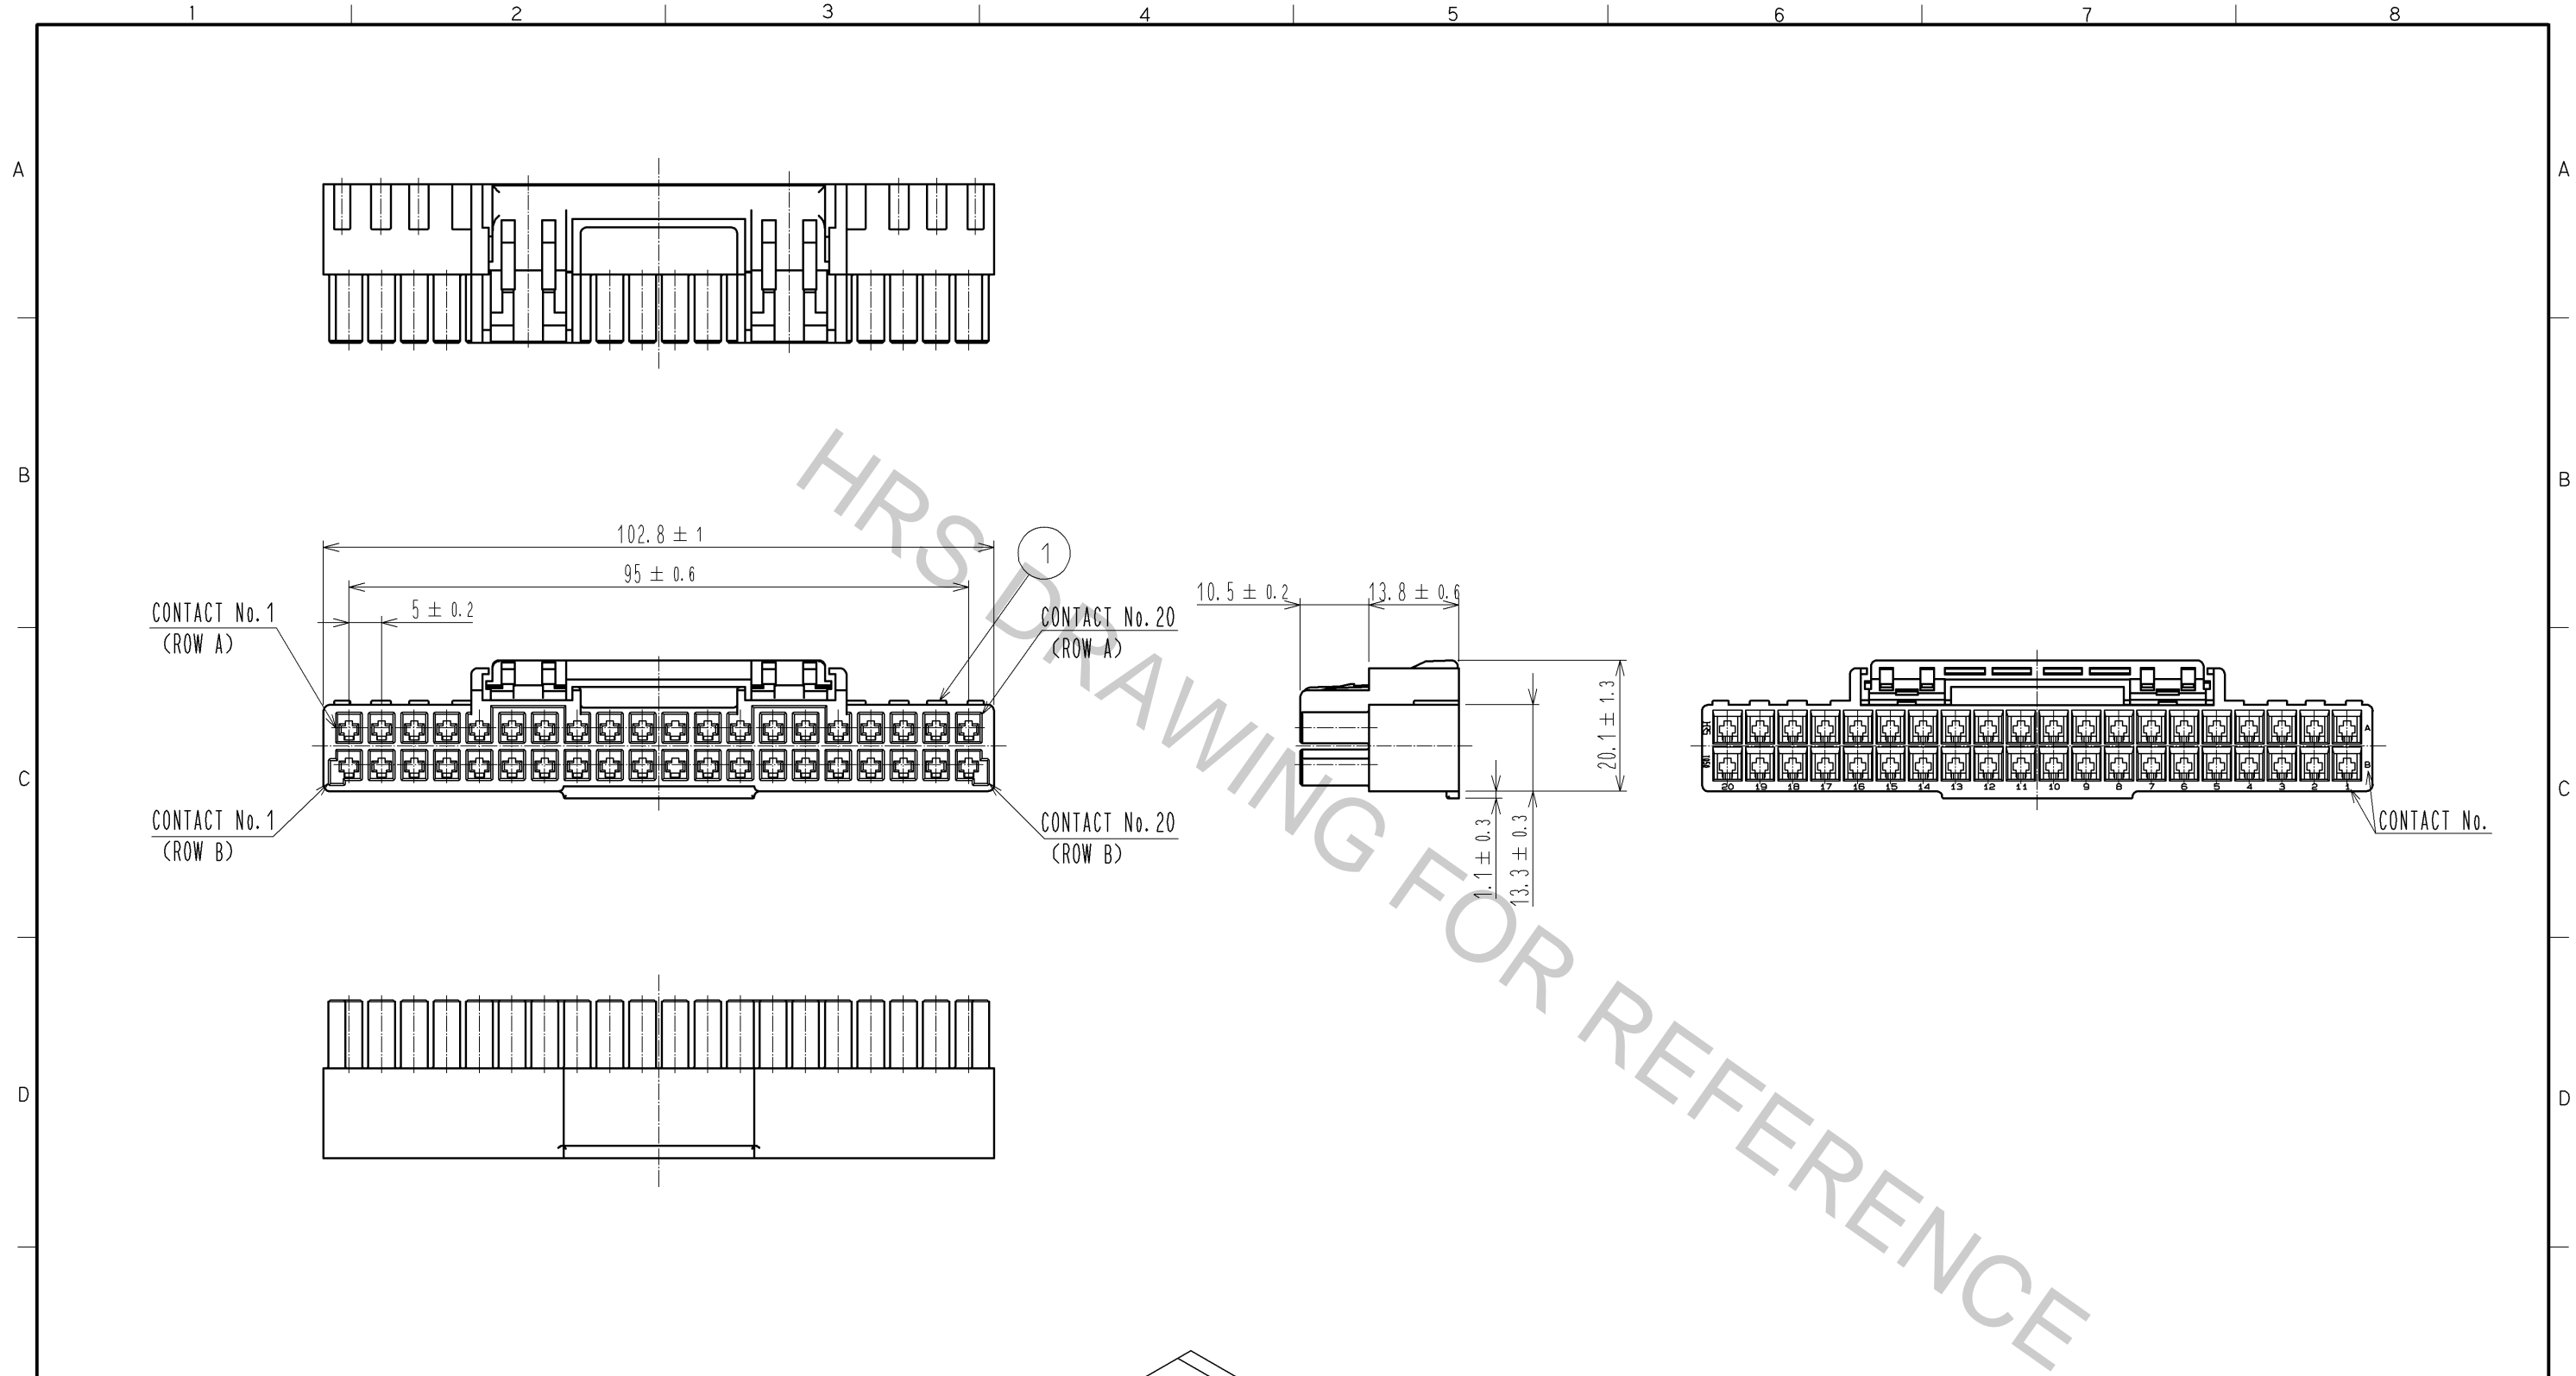 1 2 3 4 5 6 7 8
A A
B B
C C
D D
HRS DRAWING FOR REFERENCE
102.8 ± 1
95 ± 0.6
5 ± 0.2
1
CONTACT No.1
(ROW A)
CONTACT No.20
(ROW A)
CONTACT No.1
(ROW B)
CONTACT No.20
(ROW B)
10.5 ± 0.2
13.8 ± 0.6
20.1 ± 1.3
1.1 ± 0.3
13.3 ± 0.3
A
B
20 19 18 17 16 15 14 13 12 11 10 9 8 7 6 5 4 3 2 1
CONTACT No.